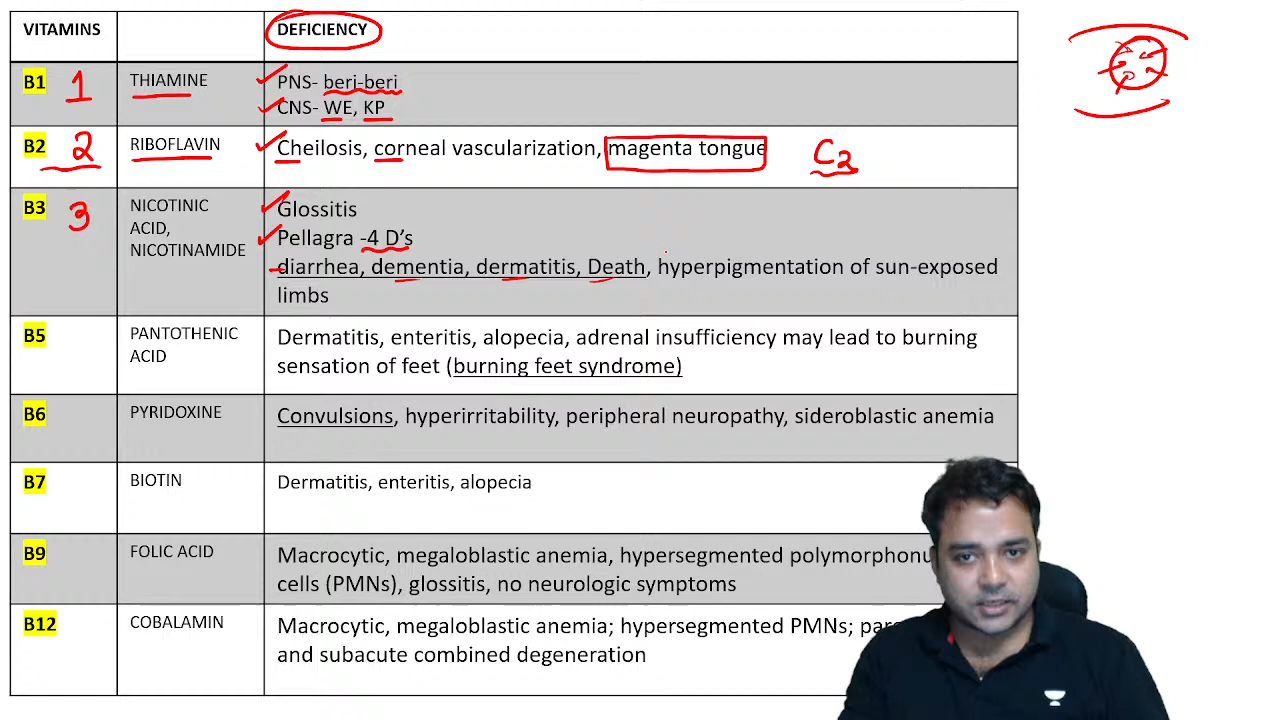 VITAMINS DEFICIENCY
B1 1 THIAMINE PNS- beri-beri
CNS- WE, KP
B2 2 RIBOFLAVIN Cheilosis, corneal vascularization, magenta tongue C2
B3 3 NICOTINIC ACID, NICOTINAMIDE
Glossitis
Pellagra -4 D's
diarrhea, dementia, dermatitis, Death, hyperpigmentation of sun-exposed
limbs
B5 PANTOTHENIC ACID
Dermatitis, enteritis, alopecia, adrenal insufficiency may lead to burning
sensation of feet (burning feet syndrome)
B6 PYRIDOXINE Convulsions, hyperirritability, peripheral neuropathy, sideroblastic anemia
B7 BIOTIN Dermatitis, enteritis, alopecia
B9 FOLIC ACID Macrocytic, megaloblastic anemia, hypersegmented
cells (PMNs), glossitis, no neurologic symptoms
B12 COBALAMIN Macrocytic, megaloblastic anemia; hypersegmented PMNs;
and subacute combined degeneration